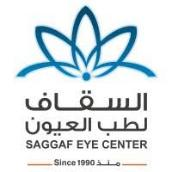 السقاف
لطب العيون
SAGGAF EYE CENTER
Since 1990 منذ